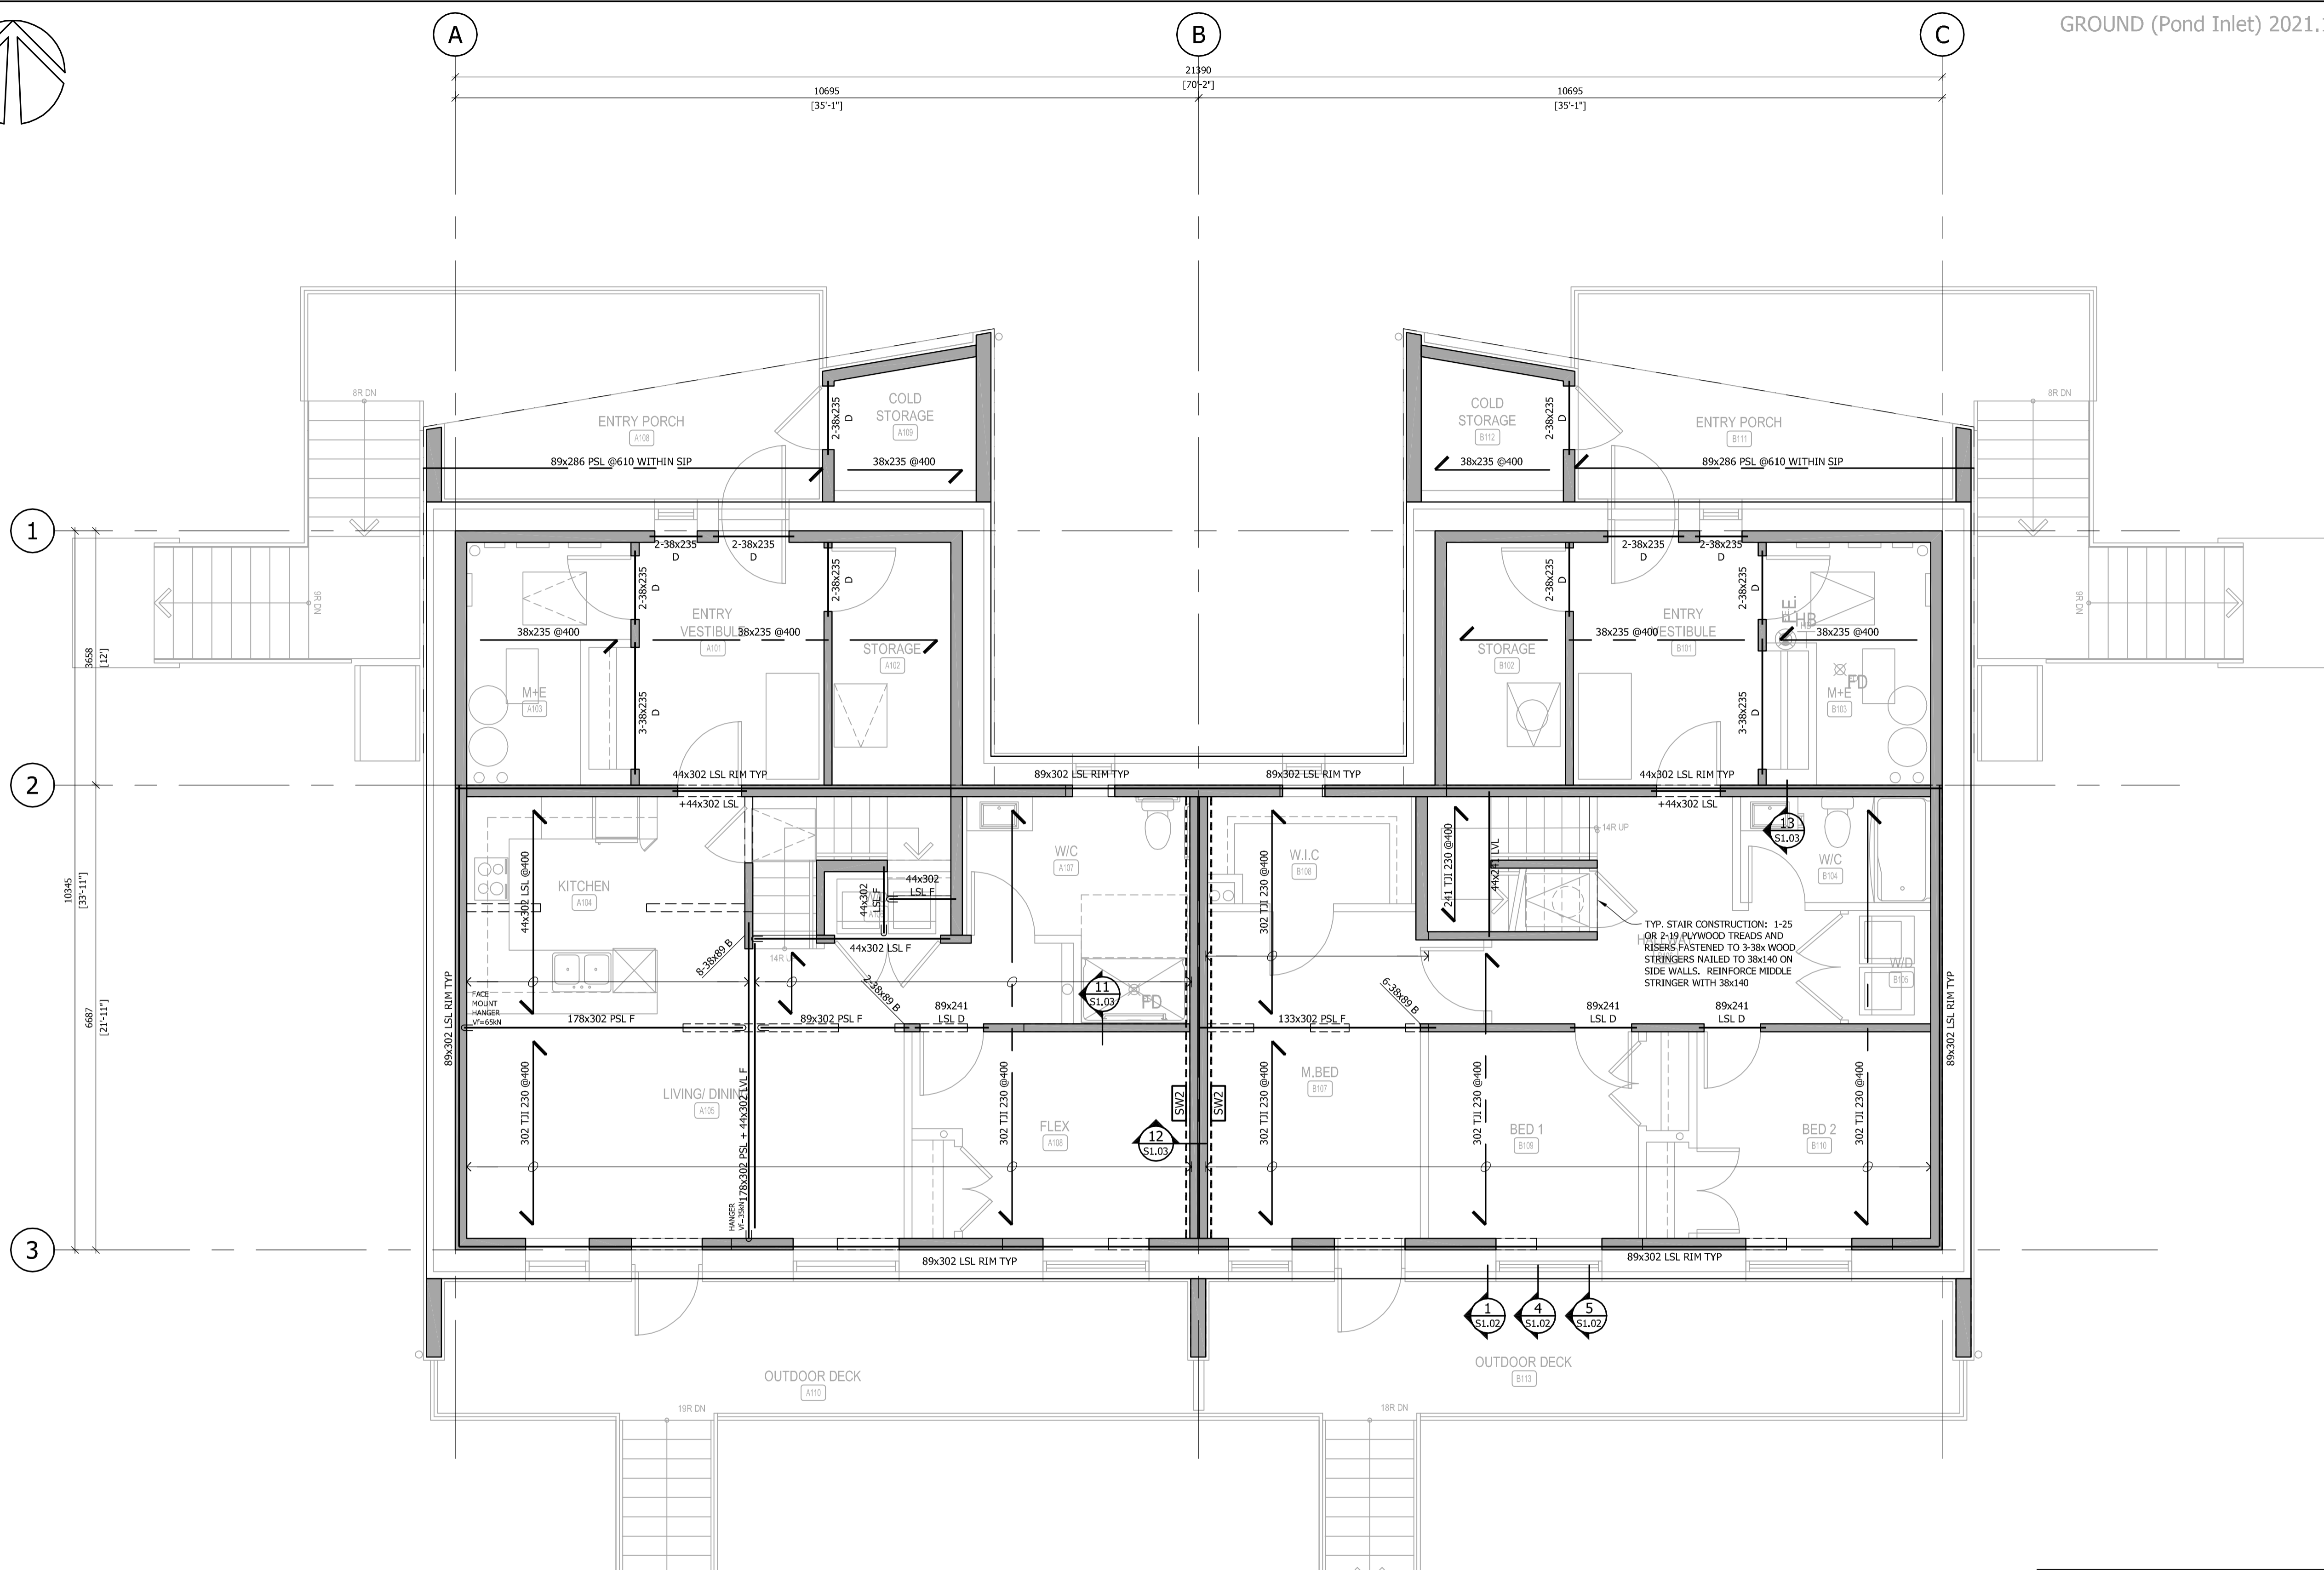 GROUND (Pond Inlet) 2021.
A
B
C
21390
[70'-2"]
10695
[35'-1"]
10695
[35'-1"]
8R DN
8R DN
ENTRY PORCH
A108
COLD
STORAGE
A109
2-38x235
D
COLD
STORAGE
B112
2-38x235
D
ENTRY PORCH
B111
89x286 PSL @610 WITHIN SIP
38x235 @400
38x235 @400
89x286 PSL @610 WITHIN SIP
1
2-38x235
D
2-38x235
D
2-38x235
D
2-38x235
D
2-38x235
D
2-38x235
D
2-38x235
D
2-38x235
D
9R DN
9R DN
ENTRY
VESTIBULE
A101
38x235 @400
38x235 @400
STORAGE
A102
M+E
A103
3-38x235
D
STORAGE
B102
ENTRY
VESTIBULE
B101
38x235 @400
38x235 @400
F.E.
HB
FD
M+E
B103
3-38x235
D
3658
[12']
10345
[33'-11"]
6687
[21'-11"]
2
44x302 LSL RIM TYP
+44x302 LSL
89x302 LSL RIM TYP
89x302 LSL RIM TYP
44x302 LSL RIM TYP
+44x302 LSL
13
S1.03
44x302 LSL @400
KITCHEN
A104
44x302
LSL F
44x302
LSL F
44x302 LSL F
W/C
A107
W.I.C
B108
302 TJI 230 @400
241 TJI 230 @400
44x241 LVL
14R UP
W/C
B104
TYP. STAIR CONSTRUCTION: 1-25
OR 2-19 PLYWOOD TREADS AND
RISERS FASTENED TO 3-38x WOOD
STRINGERS NAILED TO 38x140 ON
SIDE WALLS. REINFORCE MIDDLE
STRINGER WITH 38x140
W/D
B105
8-38x89 B
14R U
2-38x89 B
6-38x89 B
11
S1.03
FD
FACE
MOUNT
HANGER
Vf=65kN
178x302 PSL F
89x302 PSL F
89x241
LSL D
133x302 PSL F
89x241
LSL D
89x241
LSL D
89x302 LSL RIM TYP
89x302 LSL RIM TYP
302 TJI 230 @400
LIVING/ DINING
A105
178x302 PSL + 44x302 LVL F
HANGER
Vf=35kN
302 TJI 230 @400
FLEX
A108
SW2
SW2
12
S1.03
302 TJI 230 @400
M.BED
B107
302 TJI 230 @400
BED 1
B109
BED 2
B110
302 TJI 230 @400
3
89x302 LSL RIM TYP
89x302 LSL RIM TYP
1
S1.02
4
S1.02
5
S1.02
OUTDOOR DECK
A110
OUTDOOR DECK
B113
19R DN
18R DN